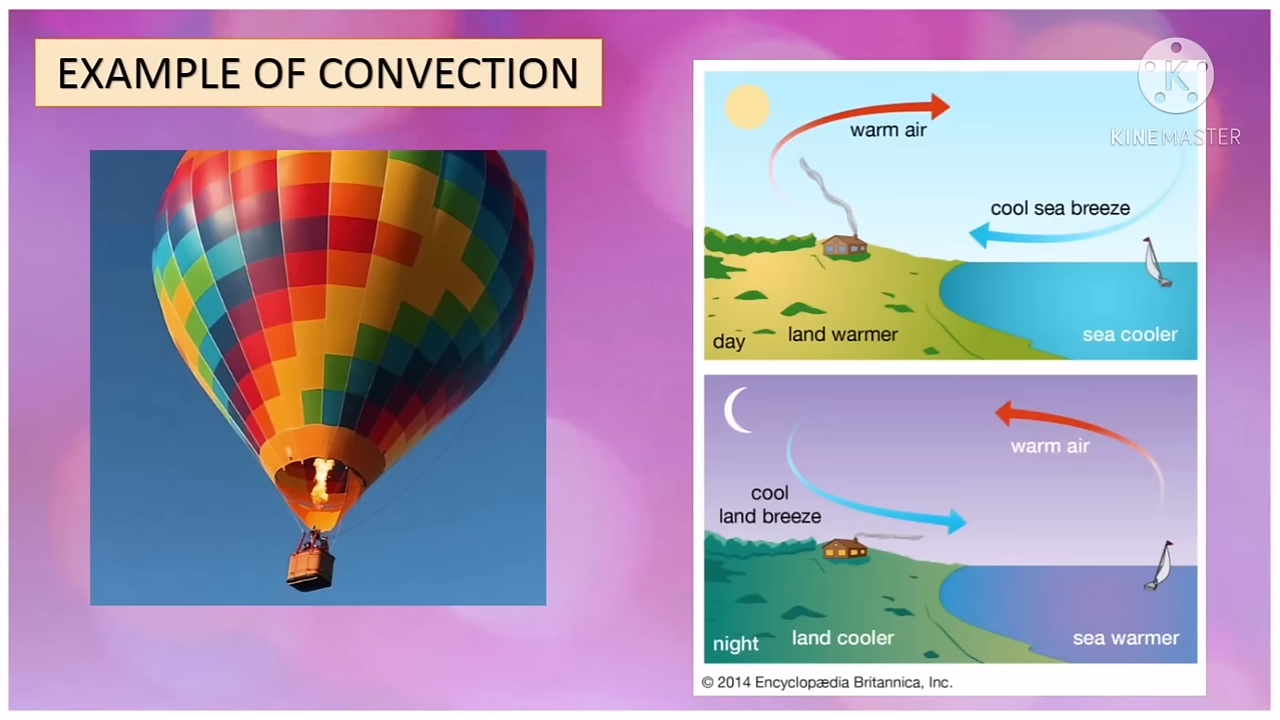 EXAMPLE OF CONVECTION
K
KINEMASTER
warm air
cool sea breeze
day
land warmer
sea cooler
warm air
cool
land breeze
night
land cooler
sea warmer
© 2014 Encyclopædia Britannica, Inc.